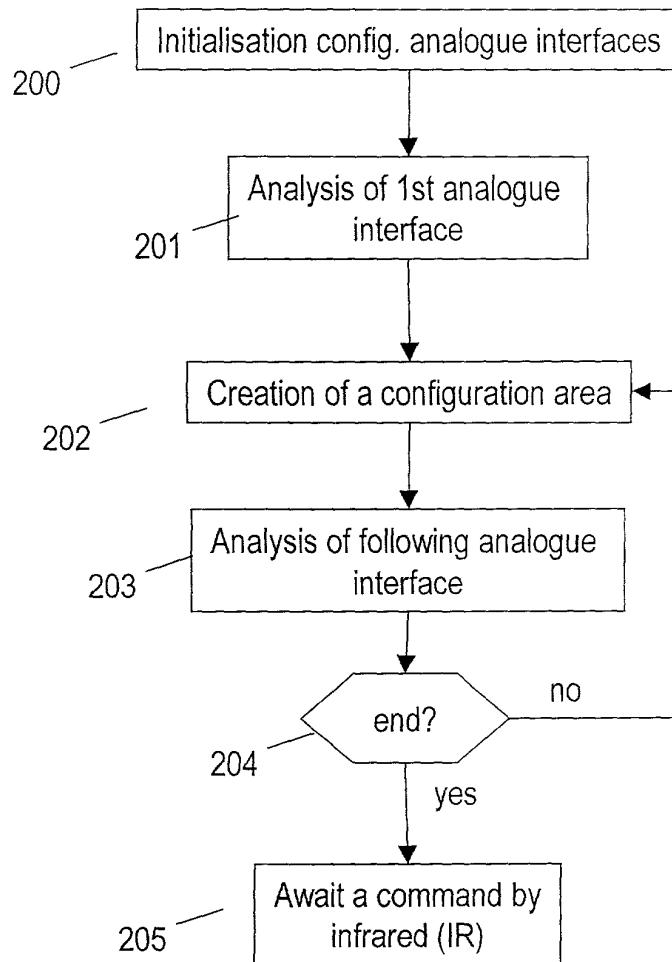 Initialisation config. analogue interfaces
200
Analysis of 1st analogue
interface
201
Creation of a configuration area
202
Analysis of following analogue
interface
203
end?
no
204
yes
Await a command by
infrared (IR)
205